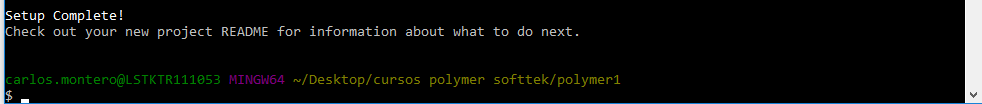 Setup Complete!
Check out your new project README for information about what to do next.
carlos.montero@LSTKTR111053 MINGW64 ~/Desktop/cursos polymer softtek/polymer1
$